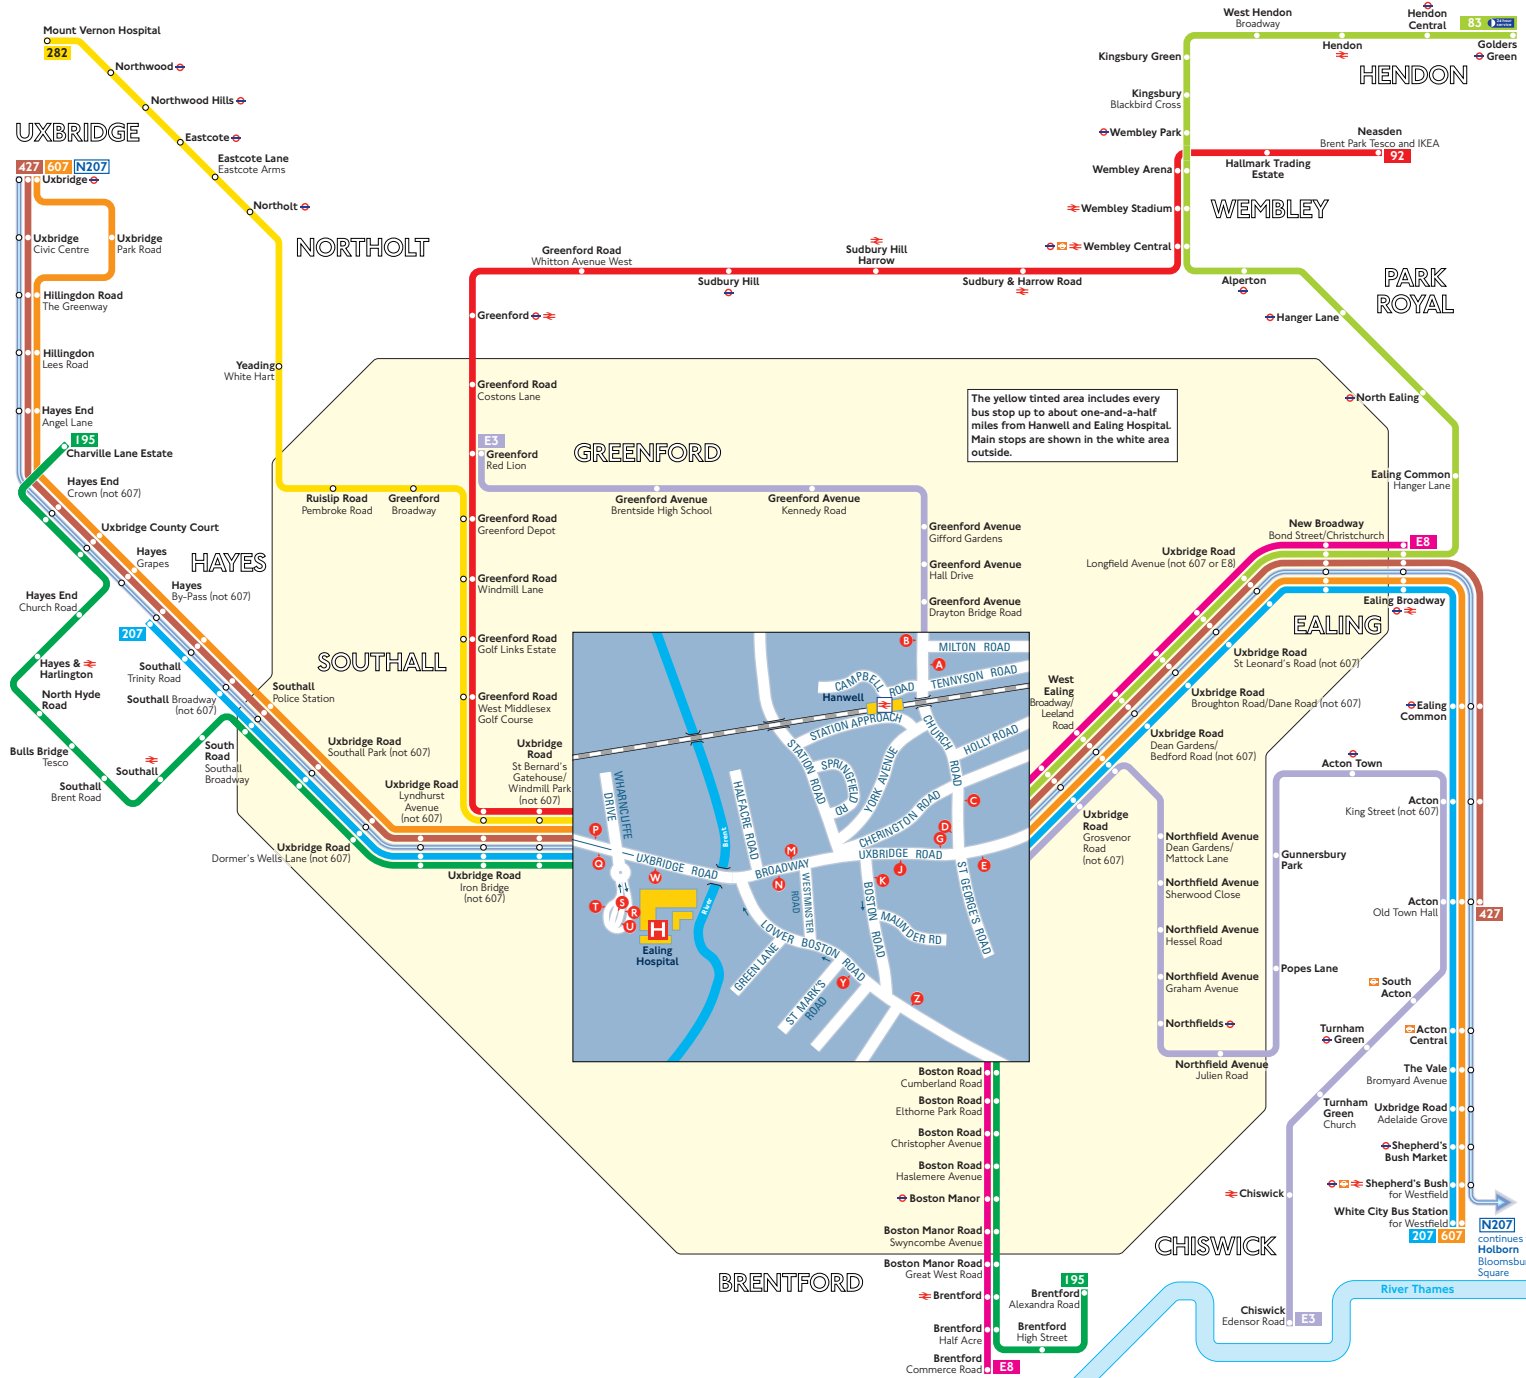 Mount Vernon Hospital
282
Northwood
Northwood Hills
UXBRIDGE
Eastcote
Eastcote Lane
Eastcote Arms
427
607
N207
Uxbridge
Northolt
Uxbridge
Civic Centre
Uxbridge
Park Road
NORTHOLT
Hillingdon Road
The Greenway
Hillingdon
Lees Road
Yeading
White Hart
Hayes End
Angel Lane
195
Charville Lane Estate
Hayes End
Crown (not 607)
Uxbridge County Court
HAYES
Hayes
Grapes
Hayes
By-Pass (not 607)
Hayes End
Church Road
207
Hayes &
Harlington
Southall
Trinity Road
North Hyde
Road
Southall Broadway
(not 607)
Southall
Police Station
Bulls Bridge
Tesco
Southall
Brent Road
Southall
South
Road
Southall
Broadway
Uxbridge Road
Southall Park (not 607)
Uxbridge Road
Lyndhurst
Avenue
(not 607)
Uxbridge Road
Dormer's Wells Lane (not 607)
Uxbridge Road
Iron Bridge
(not 607)
Uxbridge
Road
St Bernard's
Gatehouse/
Windmill Park
(not 607)
SOUTHALL
Ruislip Road
Pembroke Road
Greenford
Broadway
West Hendon
Broadway
Hendon
Central
83
24 hour
service
Hendon
Golders
Green
HENDON
Kingsbury Green
Kingsbury
Blackbird Cross
Wembley Park
Neasden
Brent Park Tesco and IKEA
92
Hallmark Trading
Estate
Wembley Arena
Wembley Stadium
WEMBLEY
Wembley Central
Greenford Road
Whitton Avenue West
Sudbury Hill
Sudbury Hill
Harrow
Sudbury & Harrow Road
Alperton
PARK
ROYAL
Hanger Lane
Greenford
North Ealing
Greenford Road
Costons Lane
The yellow tinted area includes every
bus stop up to about one-and-a-half
miles from Hanwell and Ealing Hospital.
Main stops are shown in the white area
outside.
E3
Greenford
Red Lion
GREENFORD
Ealing Common
Hanger Lane
Greenford Avenue
Brentside High School
Greenford Avenue
Kennedy Road
Greenford Road
Greenford Depot
Greenford Avenue
Gifford Gardens
Greenford Road
Windmill Lane
Greenford Avenue
Hall Drive
Greenford Avenue
Drayton Bridge Road
Greenford Road
Golf Links Estate
Greenford Road
West Middlesex
Golf Course
New Broadway
Bond Street/Christchurch
E8
Uxbridge Road
Longfield Avenue (not 607 or E8)
Ealing Broadway
EALING
Uxbridge Road
St Leonard's Road (not 607)
Uxbridge Road
Broughton Road/Dane Road (not 607)
West
Ealing
Broadway/
Leeland
Road
Uxbridge Road
Dean Gardens/
Bedford Road (not 607)
Uxbridge
Road
Grosvenor
Road
(not 607)
Ealing
Common
Acton Town
Acton
King Street (not 607)
Northfield Avenue
Dean Gardens/
Mattock Lane
Gunnersbury
Park
Northfield Avenue
Sherwood Close
Acton
Old Town Hall
427
Northfield Avenue
Hessel Road
Northfield Avenue
Graham Avenue
Popes Lane
South
Acton
Northfields
Turnham
Green
Acton
Central
Northfield Avenue
Julien Road
The Vale
Bromyard Avenue
Turnham
Green
Church
Uxbridge Road
Adelaide Grove
Shepherd's
Bush Market
Chiswick
Shepherd's Bush
for Westfield
White City Bus Station
for Westfield
207
607
N207
continues
Holborn
Bloomsbu
Square
CHISWICK
River Thames
Chiswick
Edensor Road
E3
MILTON ROAD
TENNYSON ROAD
CAMPBELL ROAD
Hanwell
STATION APPROACH
CHURCH ROAD
HOLLY ROAD
STATION ROAD
SPRINGFIELD RD
YORK AVENUE
CHERINGTON ROAD
WHARNCLIFFE DRIVE
HALFACRE ROAD
River
Brent
UXBRIDGE ROAD
BROADWAY
UXBRIDGE ROAD
WESTMINSTER ROAD
BOSTON ROAD
ST GEORGE'S ROAD
MAUNDER RD
LOWER BOSTON ROAD
GREEN LANE
ST MARK'S ROAD
Ealing
Hospital
H
A
B
C
D
G
E
J
K
M
N
P
Q
W
T
S
R
U
Y
Z
Boston Road
Cumberland Road
Boston Road
Elthorne Park Road
Boston Road
Christopher Avenue
Boston Road
Haslemere Avenue
Boston Manor
Boston Manor Road
Swyncombe Avenue
Boston Manor Road
Great West Road
BRENTFORD
Brentford
195
Brentford
Alexandra Road
Brentford
Half Acre
Brentford
High Street
Brentford
Commerce Road
E8